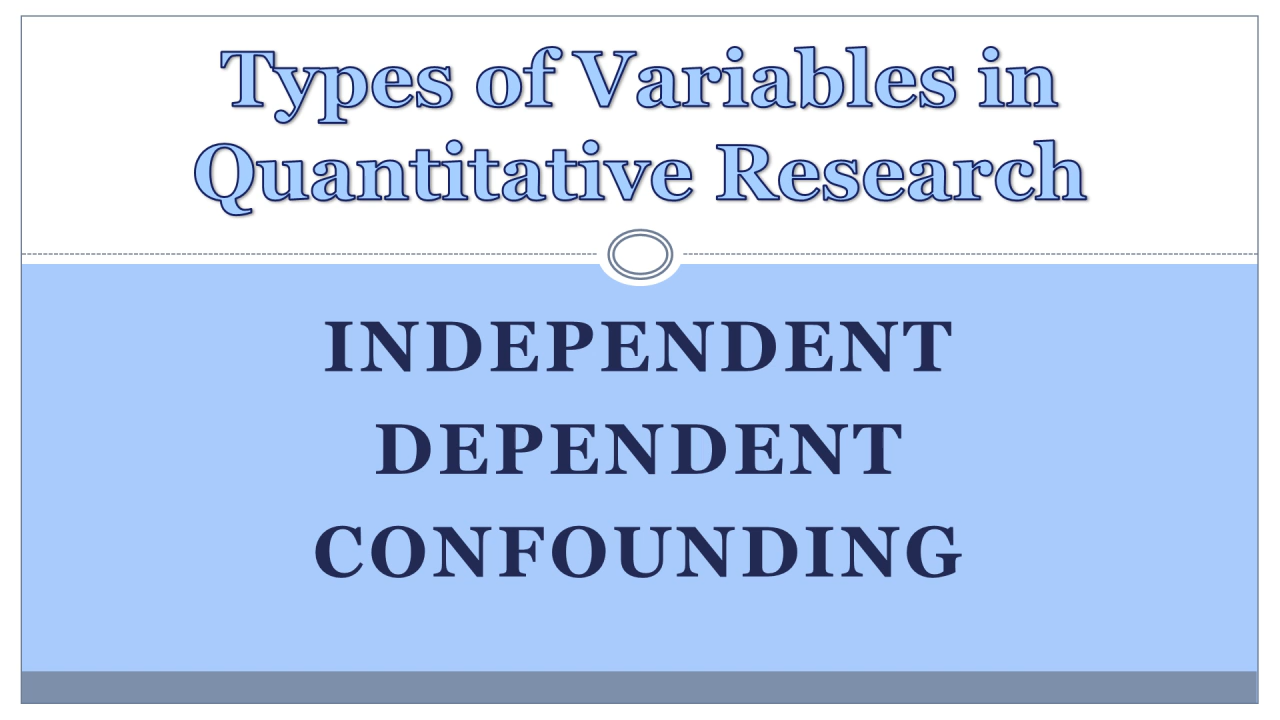 Types of Variables in
Quantitative Research
INDEPENDENT
DEPENDENT
CONFOUNDING